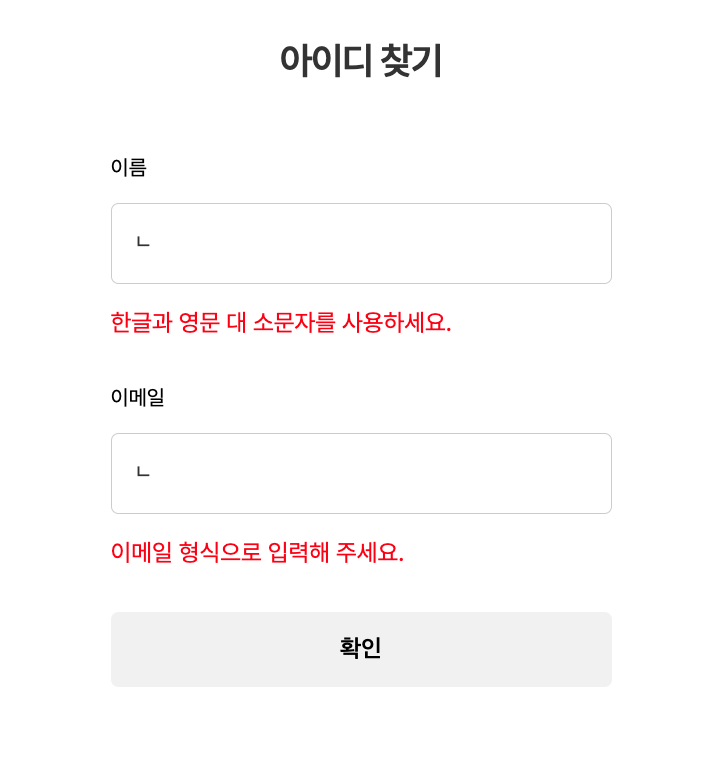 아이디 찾기
이름
ㄴ
한글과 영문 대 소문자를 사용하세요.
이메일
ㄴ
이메일 형식으로 입력해 주세요.
확인